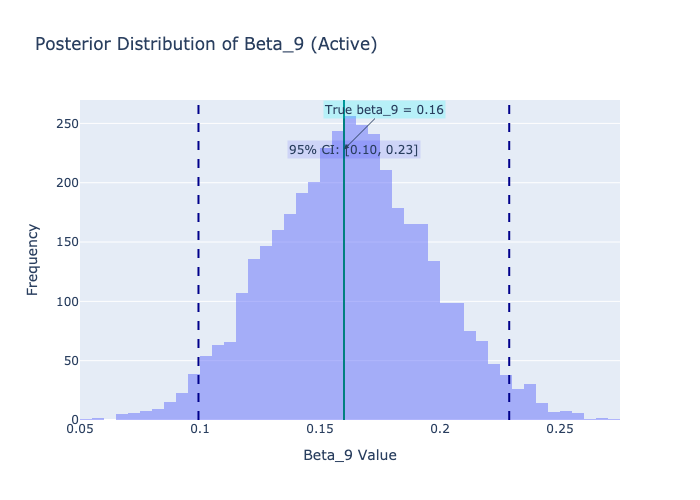 Posterior Distribution of Beta_9 (Active)
True beta_9 = 0.16
95% CI: [0.10, 0.23]
250
200
150
100
50
0
Frequency
0.05
0.1
0.15
0.2
0.25
Beta_9 Value